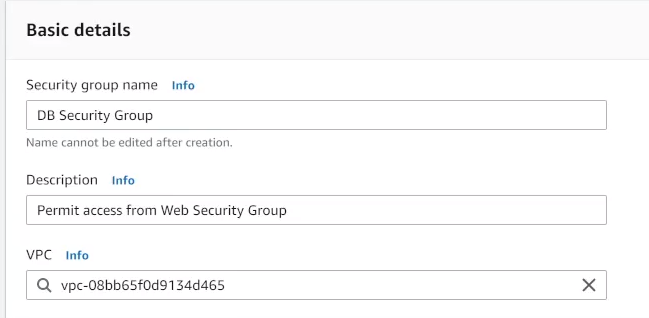 Basic details
Security group name Info
DB Security Group
Name cannot be edited after creation.
Description Info
Permit access from Web Security Group
VPC Info
vpc-08bb65f0d9134d465